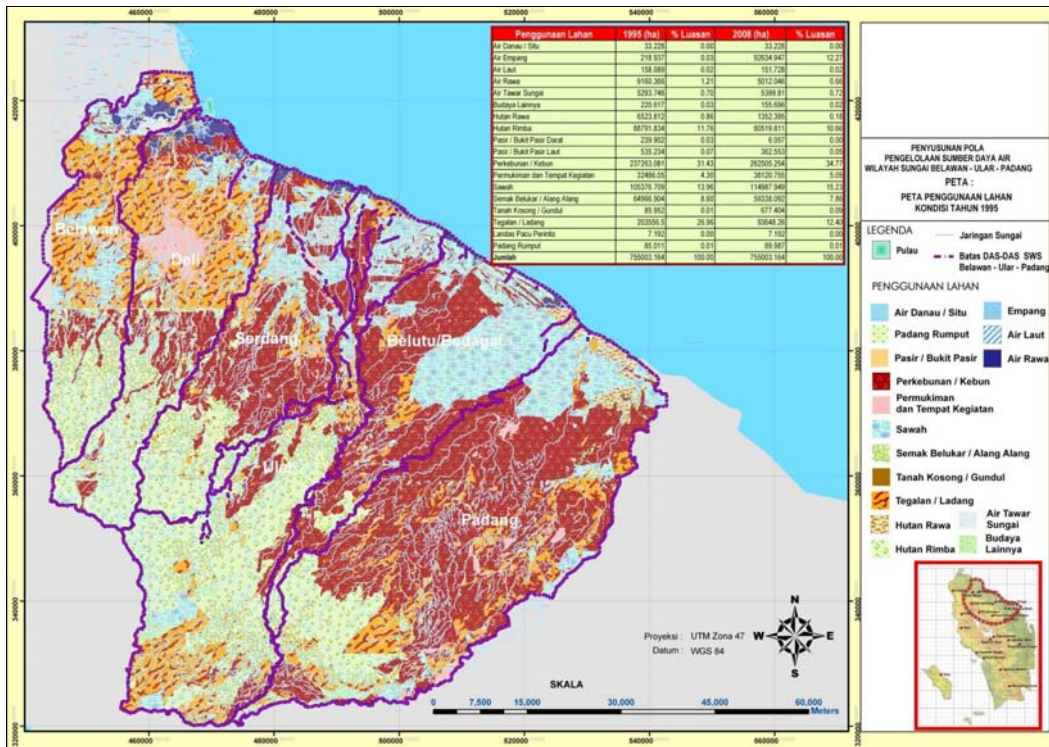 460000 480000 500000 520000 540000 560000
Penggunaan Lahan 1995 (ha) % Luasan 2008 (ha) % Luasan
Air Danau / Situ 33.228 0.00 33.228 0.00
Air Empang 218.937 0.03 92634.947 12.27
Air Laut 158.089 0.02 151.728 0.02
Air Rawa 9160.366 1.21 5012.046 0.66
Air Tawar Sungai 5293.746 0.70 5399.81 0.72
Budaya Lainnya 220.617 0.03 155.696 0.02
Hutan Rawa 6523.812 0.86 1352.395 0.18
Hutan Rimba 88791.834 11.76 80519.811 10.66
Pasir / Bukit Pasir Darat 239.902 0.03 6.057 0.00
Pasir / Bukit Pasir Laut 535.234 0.07 362.553 0.05
Perkebunan / Kebun 237263.081 31.43 262505.254 34.77
Permukiman dan Tempat Kegiatan 32486.05 4.30 38120.755 5.05
Sawah 105376.709 13.96 114987.949 15.23
Semak Belukar / Alang Alang 64966.904 8.60 59338.092 7.86
Tanah Kosong / Gundul 85.952 0.01 677.404 0.09
Tegalan / Ladang 203556.5 26.96 93648.26 12.40
Landas Pacu Perintis 7.192 0.00 7.192 0.00
Padang Rumput 85.011 0.01 89.987 0.01
Jumlah 755003.164 100.00 755003.164 100.00
PENYUSUNAN POLA
PENGELOLAAN SUMBER DAYA AIR
WILAYAH SUNGAI BELAWAN - ULAR - PADANG
PETA :
PETA PENGGUNAAN LAHAN
KONDISI TAHUN 1995
LEGENDA
Pulau
Jaringan Sungai
Batas DAS-DAS SWS
Belawan - Ular - Padang
PENGGUNAAN LAHAN
Air Danau / Situ
Empang
Padang Rumput
Air Laut
Pasir / Bukit Pasir
Air Rawa
Perkebunan / Kebun
Permukiman
dan Tempat Kegiatan
Sawah
Semak Belukar / Alang Alang
Tanah Kosong / Gundul
Tegalan / Ladang
Hutan Rawa
Air Tawar
Sungai
Hutan Rimba
Budaya
Lainnya
420000
400000
380000
360000
340000
320000
420000
400000
380000
360000
340000
320000
Belawan
Deli
Serdang
Belutu/Bedagai
Ular
Padang
N
W E
S
Proyeksi : UTM Zona 47
Datum : WGS 84
SKALA
0 7,500 15,000 30,000 45,000 60,000
Meters
460000 480000 500000 520000 540000 560000